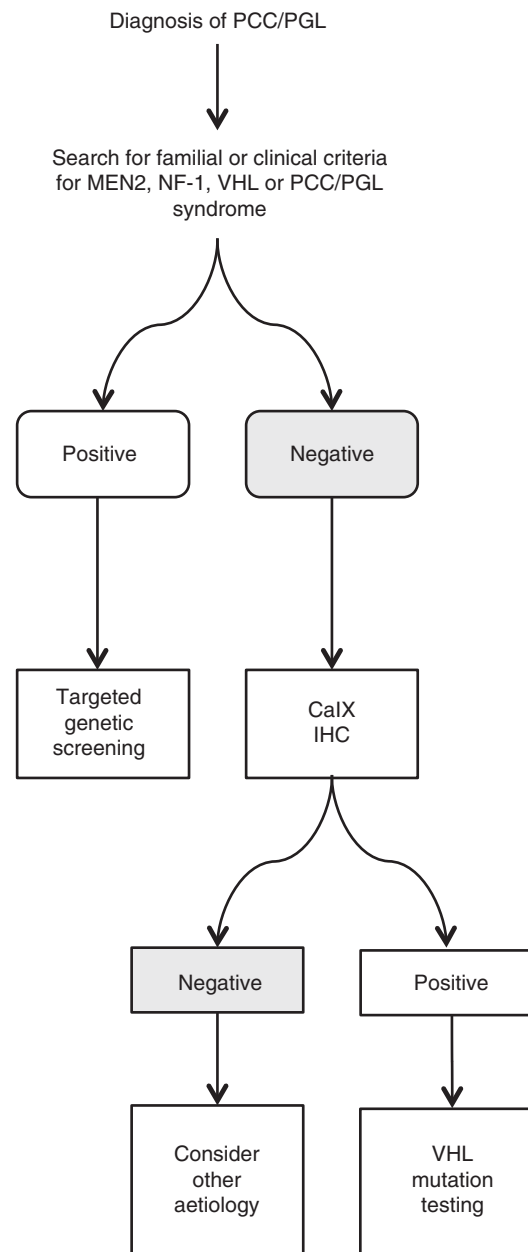 Diagnosis of PCC/PGL
Search for familial or clinical criteria
for MEN2, NF-1, VHL or PCC/PGL
syndrome
Positive
Negative
Targeted
genetic
screening
CaIX
IHC
Negative
Positive
Consider
other
aetiology
VHL
mutation
testing